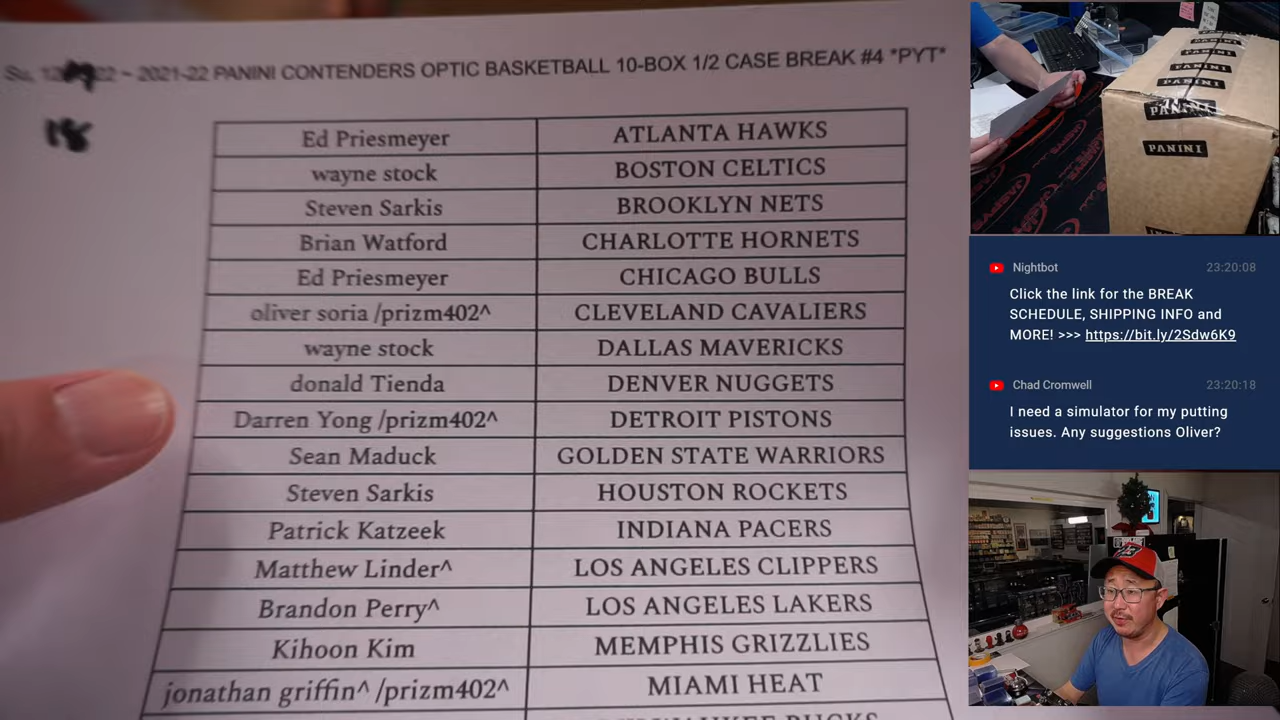 ~ 2021-22 PANINI CONTENDERS OPTIC BASKETBALL 10-BOX 1/2 CASE BREAK #4 *PYT*
18
Ed Priesmeyer ATLANTA HAWKS
wayne stock BOSTON CELTICS
Steven Sarkis BROOKLYN NETS
Brian Watford CHARLOTTE HORNETS
Ed Priesmeyer CHICAGO BULLS
oliver soria /prizm402^ CLEVELAND CAVALIERS
wayne stock DALLAS MAVERICKS
donald Tienda DENVER NUGGETS
Darren Yong /prizm402^ DETROIT PISTONS
Sean Maduck GOLDEN STATE WARRIORS
Steven Sarkis HOUSTON ROCKETS
Patrick Katzeek INDIANA PACERS
Matthew Linder^ LOS ANGELES CLIPPERS
Brandon Perry^ LOS ANGELES LAKERS
Kihoon Kim MEMPHIS GRIZZLIES
jonathan griffin^ /prizm402^ MIAMI HEAT
PANINI
PANINI
PANINI
PANINI
PANINI
PANINI
Nightbot 23:20:08
Click the link for the BREAK
SCHEDULE, SHIPPING INFO and
MORE! >>> https://bit.ly/2Sdw6K9
Chad Cromwell 23:20:18
I need a simulator for my putting
issues. Any suggestions Oliver?